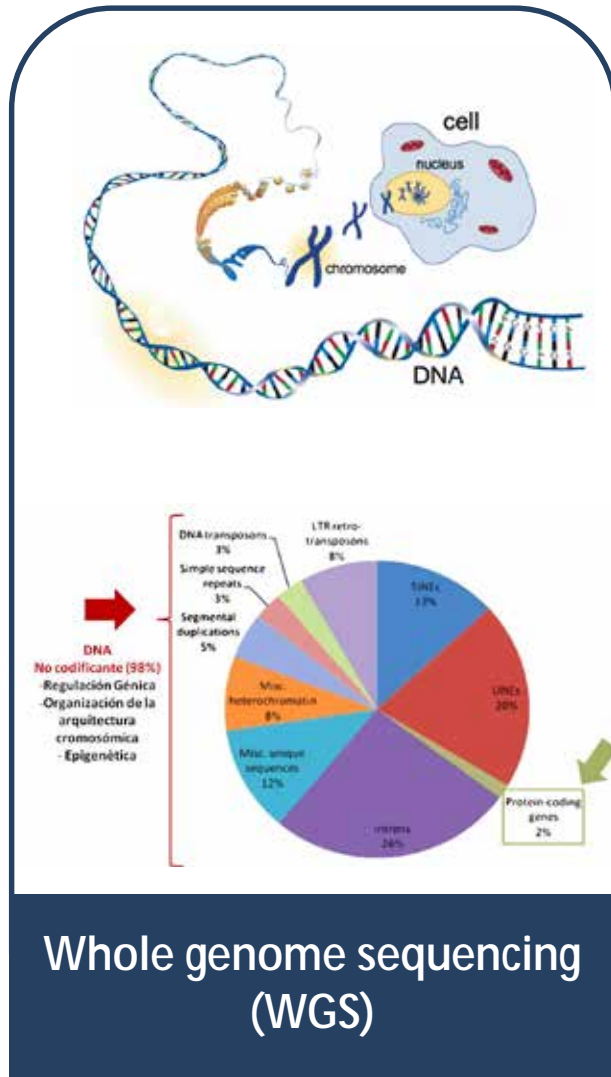 cell
nucleus
chromosome
DNA
DNA transposons
3%
LTR retro-
transposons
8%
Simple sequence
repeats
3%
Segmental
duplications
5%
SINEs
13%
LINEs
20%
Misc.
heterochromatin
8%
Misc. unique
sequences
12%
Introns
26%
Protein-coding
genes
2%
DNA
No codificante (98%)
-Regulación Génica
-Organización de la
arquitectura
cromosómica
- Epigenética
Whole genome sequencing
(WGS)